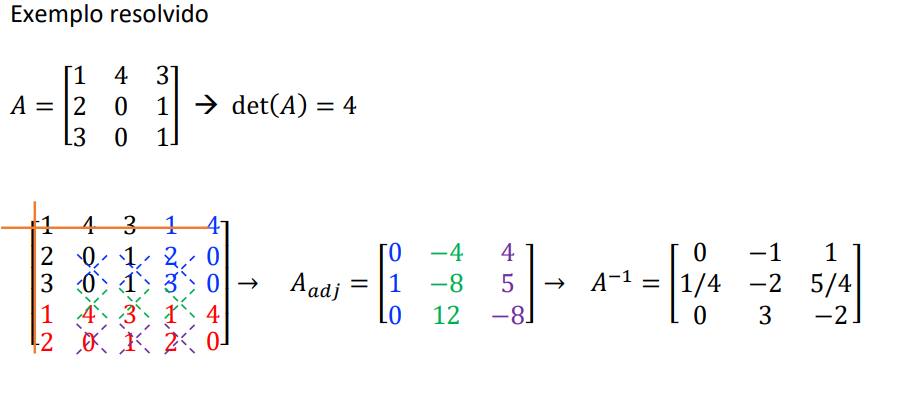 Exemplo resolvido
A = [1 4 3
2 0 1
3 0 1] → det(A) = 4
[1 4 3 1 4
2 0 1 2 0
3 0 1 3 0
1 4 3 1 4
2 0 1 2 0] → A_adj = [0 −4 4
1 −8 5
0 12 −8] → A⁻¹ = [0 −1 1
1/4 −2 5/4
0 3 −2]